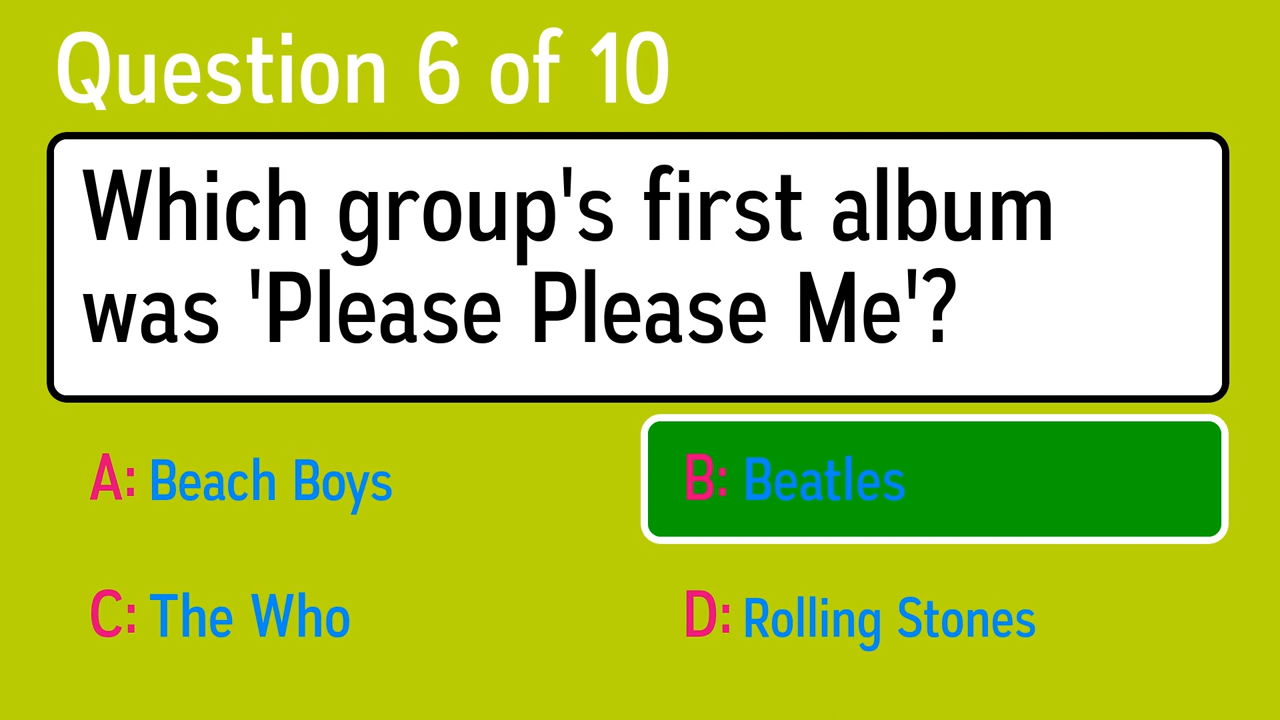 Question 6 of 10
Which group's first album
was 'Please Please Me'?
A: Beach Boys
B: Beatles
C: The Who
D: Rolling Stones